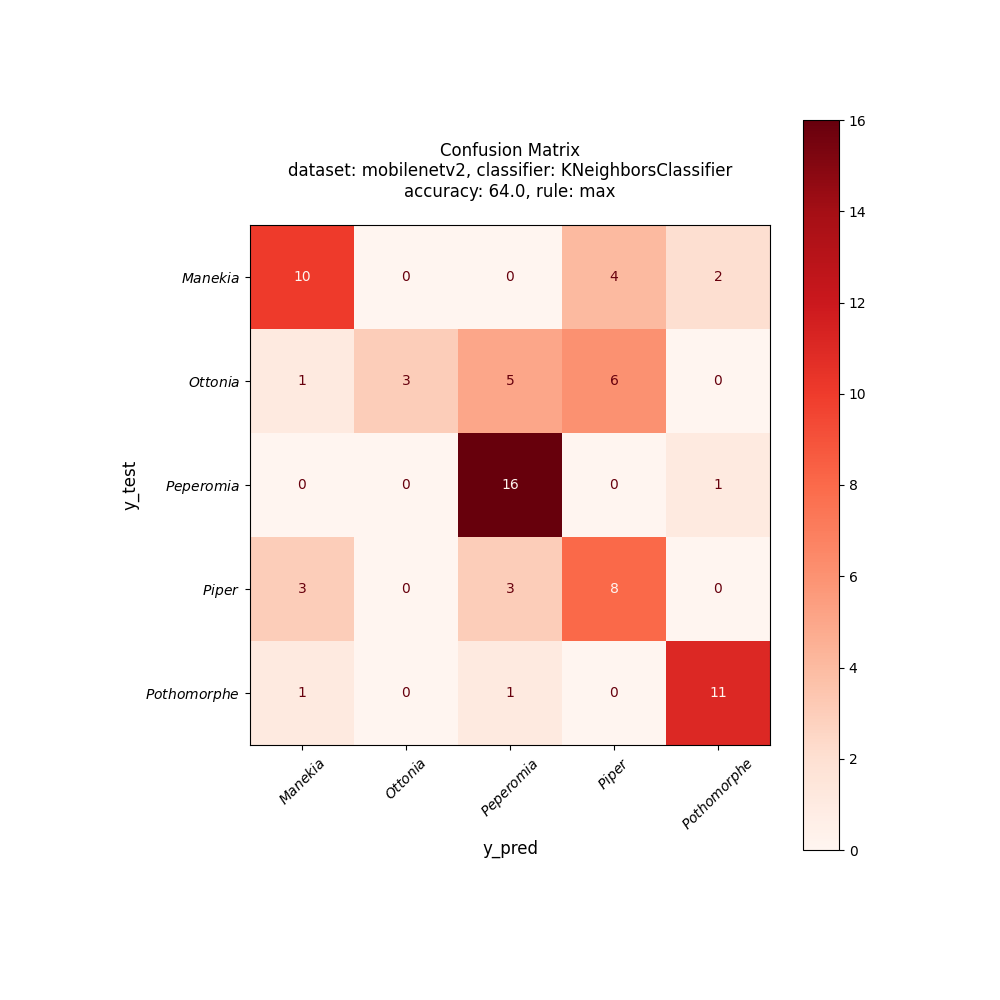 Confusion Matrix
dataset: mobilenetv2, classifier: KNeighborsClassifier
accuracy: 64.0, rule: max
16
14
12
10
8
6
4
2
0
y_test
Manekia 10 0 0 4 2
Ottonia 1 3 5 6 0
Peperomia 0 0 16 0 1
Piper 3 0 3 8 0
Pothomorphe 1 0 1 0 11
Manekia Ottonia Peperomia Piper Pothomorphe
y_pred